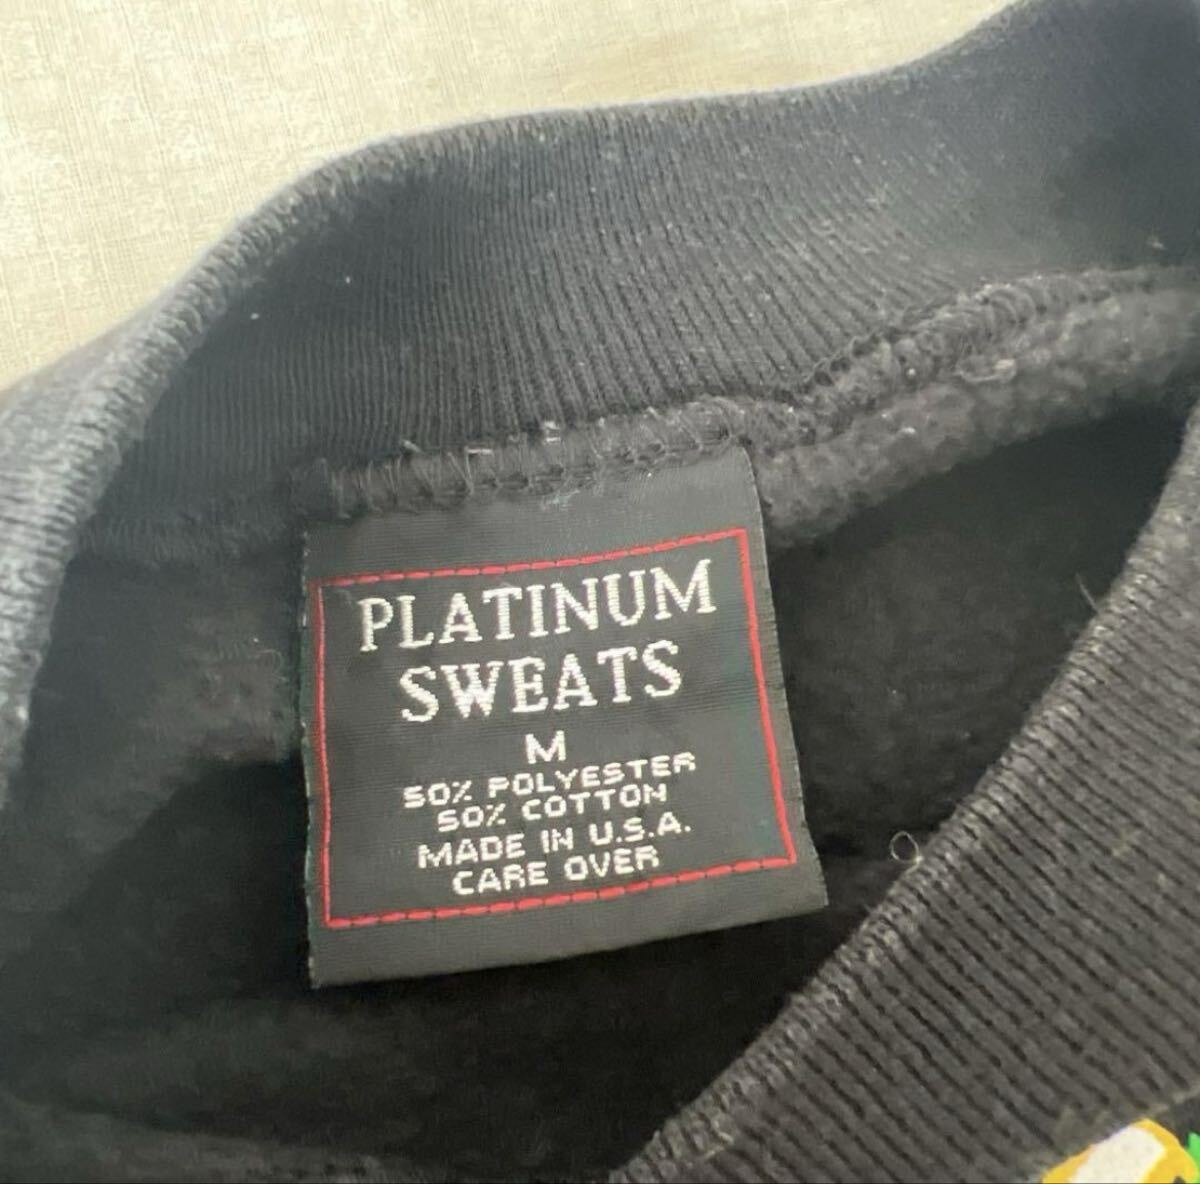 PLATINUM
SWEATS
M
50% POLYESTER
50% COTTON
MADE IN U.S.A.
CARE OVER